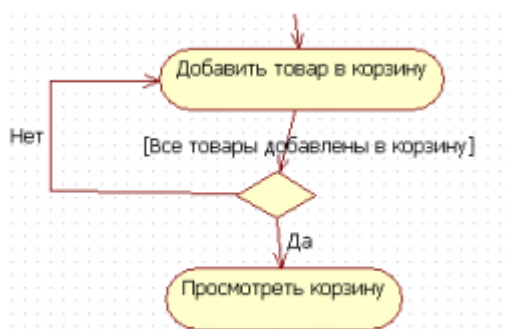 Добавить товар в корзину
Нет
[Все товары добавлены в корзину]
Да
Просмотреть корзину